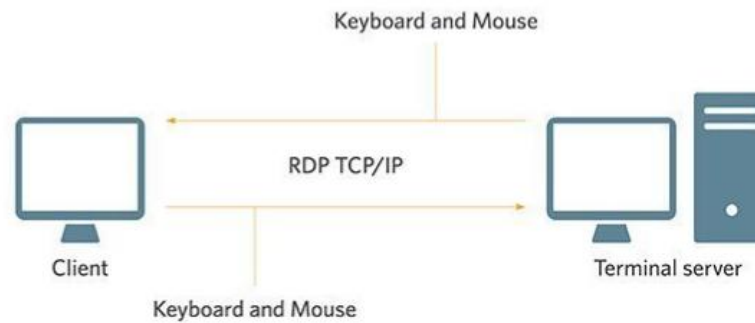 Keyboard and Mouse
RDP TCP/IP
Client
Terminal server
Keyboard and Mouse